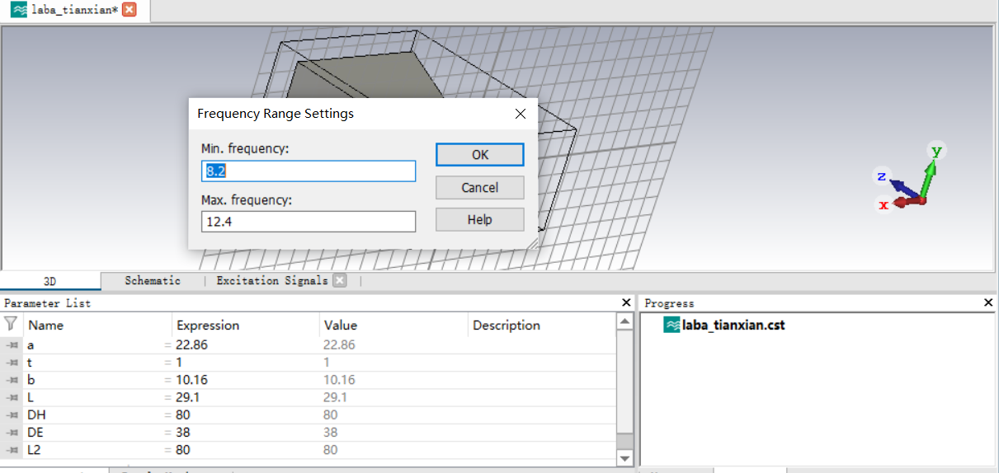 laba_tianxian*
Frequency Range Settings
Min. frequency:
8.2
OK
Cancel
Max. frequency:
12.4
Help
y
z
x
3D
Schematic
Excitation Signals
Parameter List
Progress
Name Expression Value Description
a = 22.86 22.86
t = 1 1
b = 10.16 10.16
L = 29.1 29.1
DH = 80 80
DE = 38 38
L2 = 80 80
laba_tianxian.cst